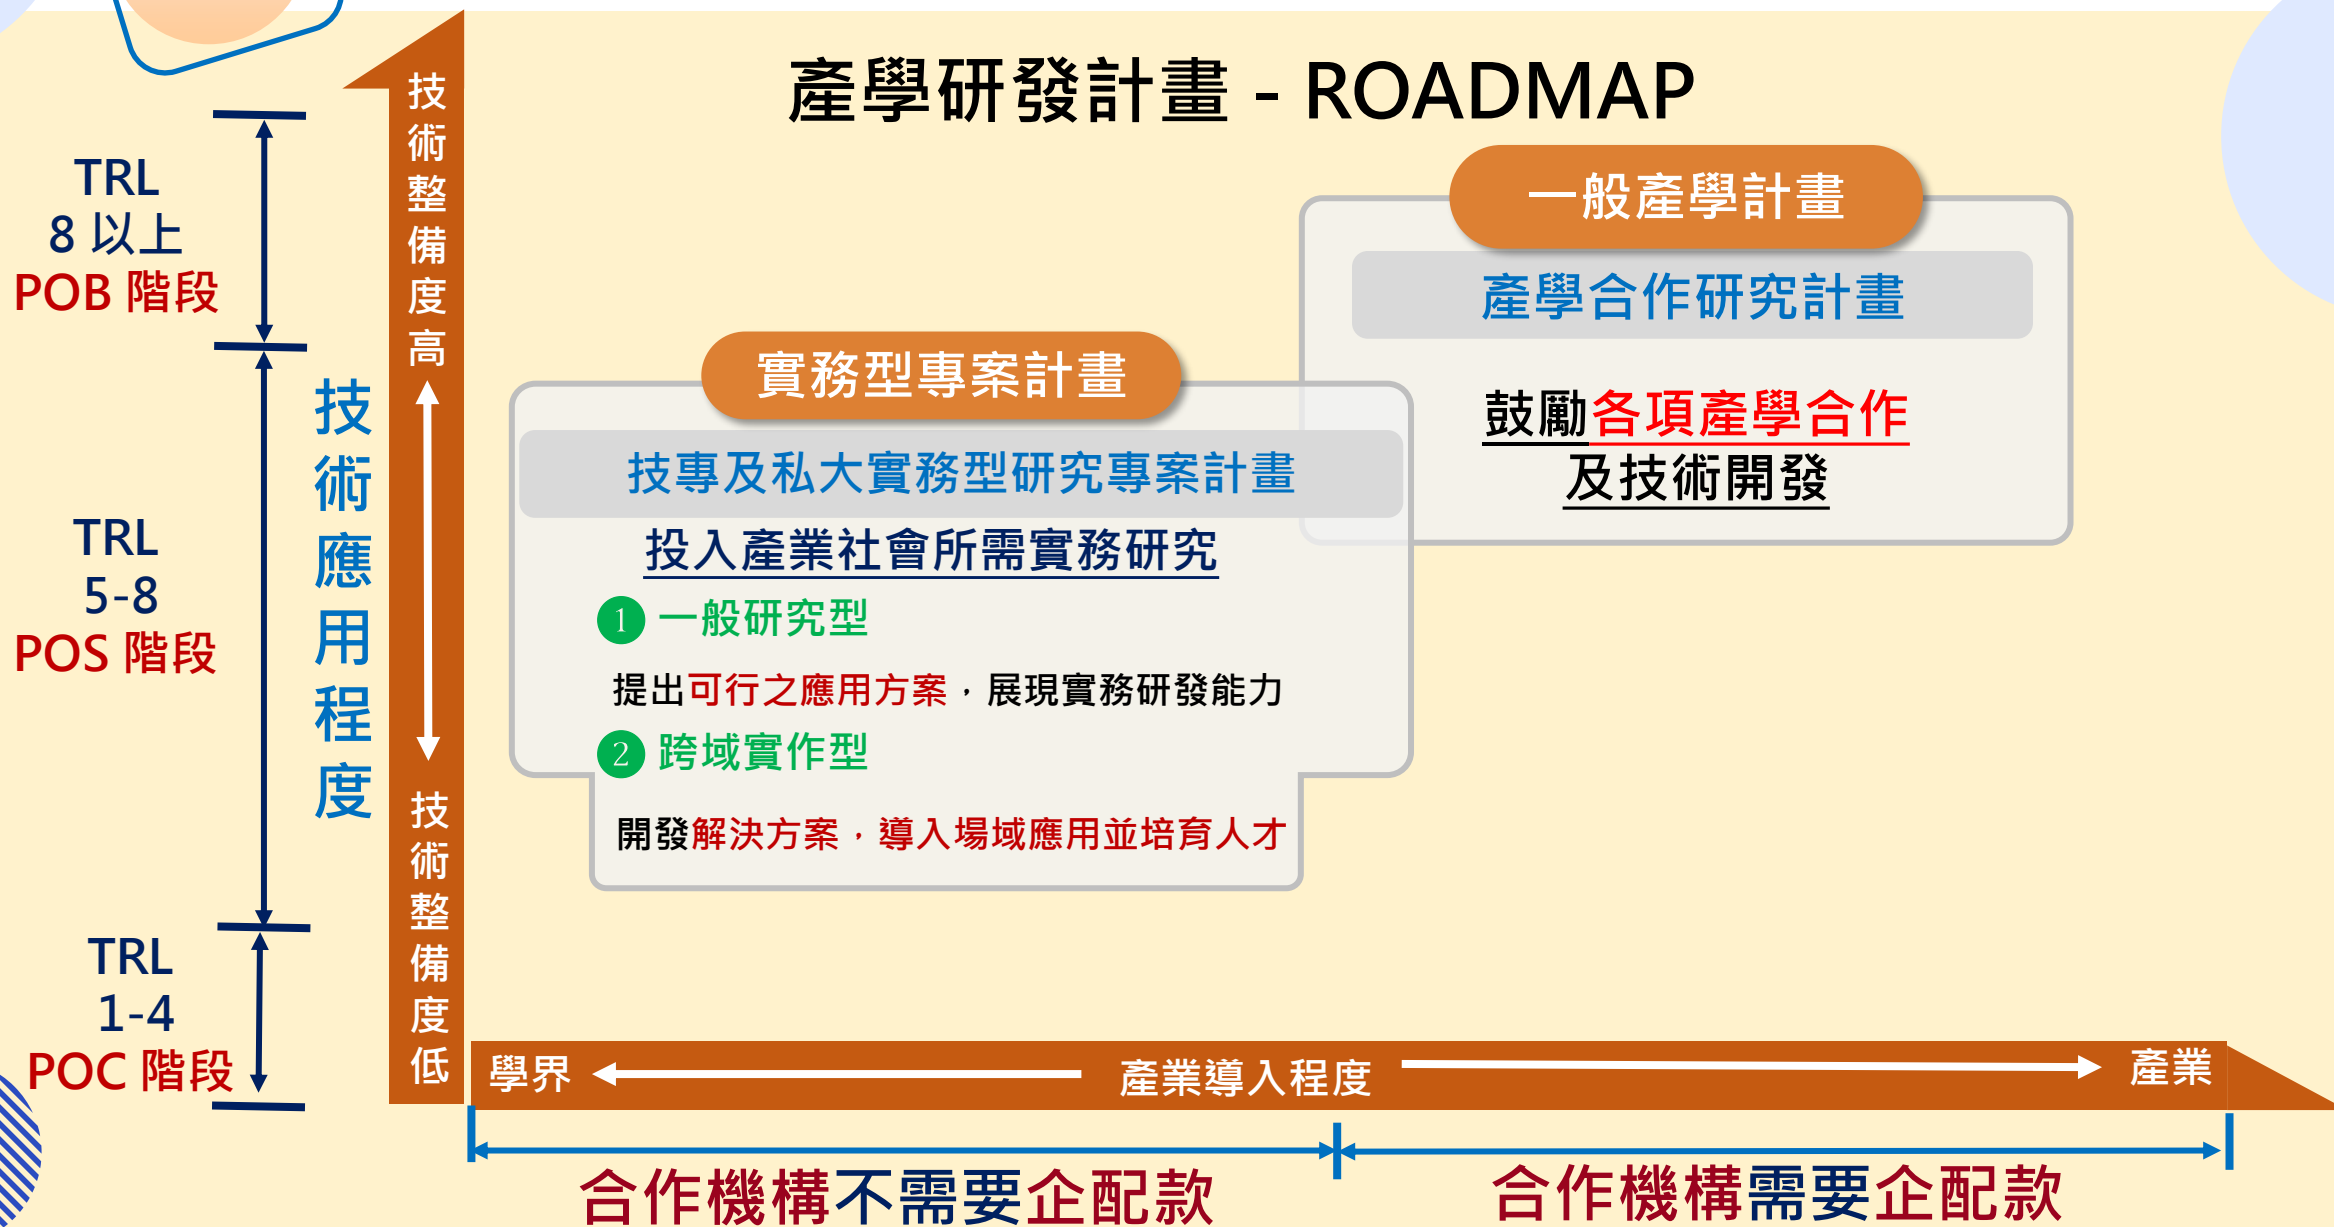 產學研發計畫 - ROADMAP
TRL
8 以上
POB 階段
TRL
5-8
POS 階段
TRL
1-4
POC 階段
技術應用程度
技術整備度高
技術整備度低
一般產學計畫
產學合作研究計畫
鼓勵各項產學合作
及技術開發
實務型專案計畫
技專及私大實務型研究專案計畫
投入產業社會所需實務研究
1 一般研究型
提出可行之應用方案，展現實務研發能力
2 跨域實作型
開發解決方案，導入場域應用並培育人才
學界
產業導入程度
產業
合作機構不需要企配款
合作機構需要企配款